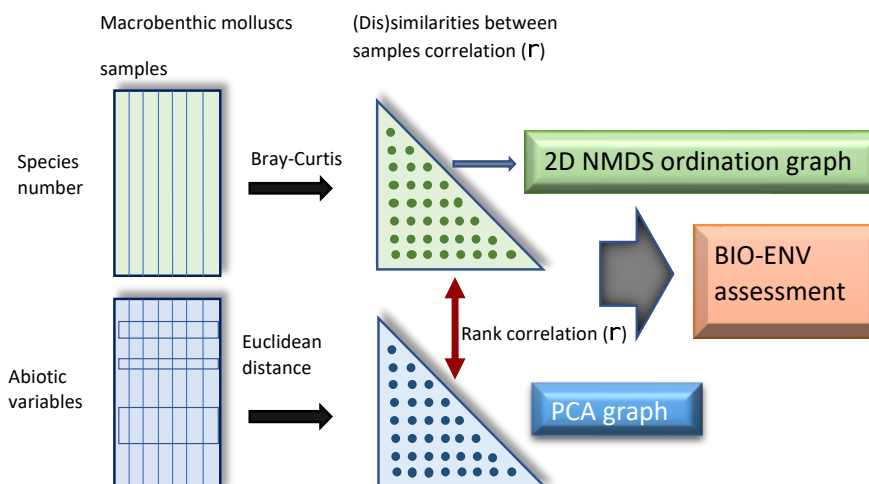 Macrobenthic molluscs
(Dis)similarities between
samples correlation (r)
samples
Species
number
Bray-Curtis
2D NMDS ordination graph
BIO-ENV
assessment
Rank correlation (r)
Euclidean
distance
Abiotic
variables
PCA graph